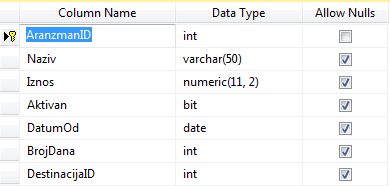 Column Name Data Type Allow Nulls
AranzmanID int
Naziv varchar(50)
Iznos numeric(11, 2)
Aktivan bit
DatumOd date
BrojDana int
DestinacijaID int